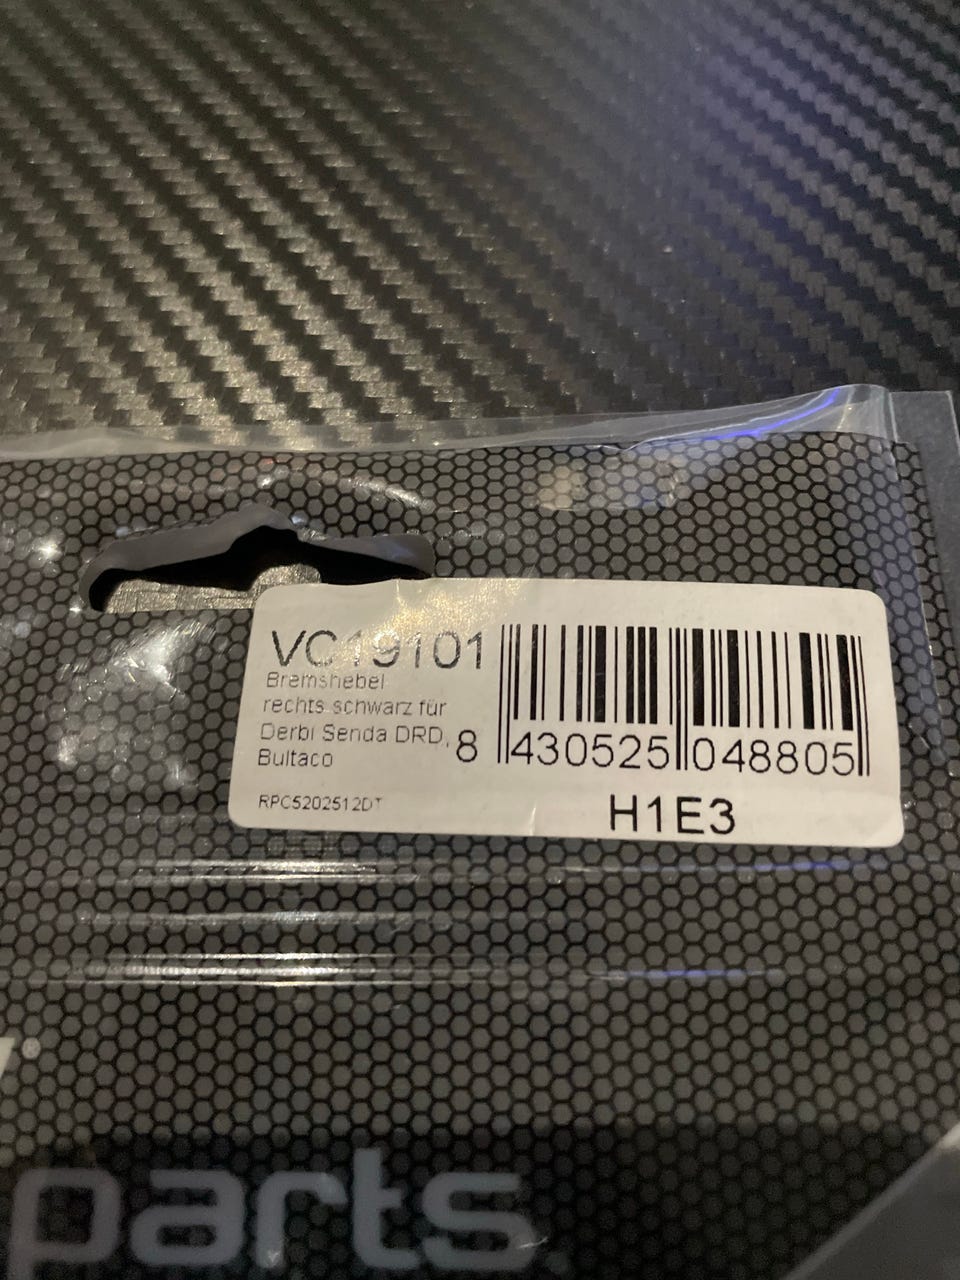 VC19101
Bremshebel
rechts schwarz für
Derbi Senda DRD,
Bultaco
RPC5202512DT
8 430525 048805
H1E3
®
parts